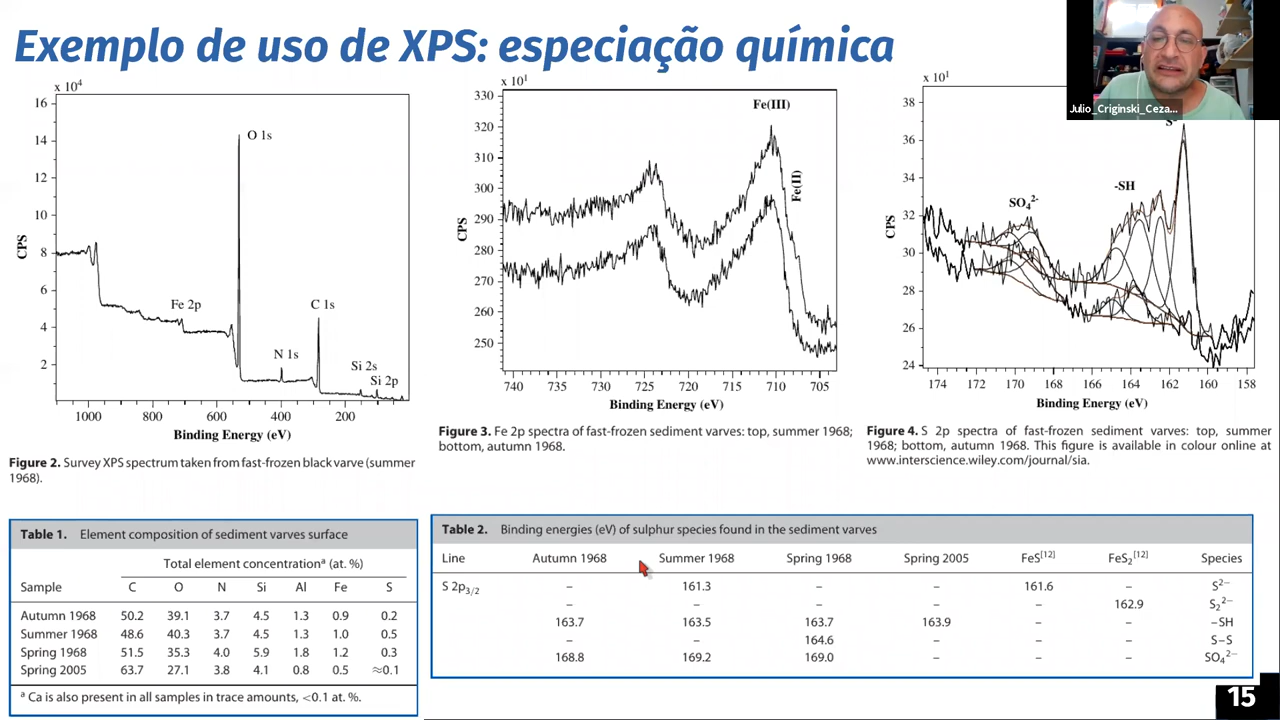 Exemplo de uso de XPS: especiação química
Julio_Criginski_Ceza...
x 10⁴
16
14
12
10
8
6
4
2
CPS
O 1s
Fe 2p
C 1s
N 1s
Si 2s
Si 2p
1000 800 600 400 200
Binding Energy (eV)
Figure 2. Survey XPS spectrum taken from fast-frozen black varve (summer
1968).
x 10¹
330
320
310
300
290
280
270
260
250
CPS
Fe(III)
Fe(II)
740 735 730 725 720 715 710 705
Binding Energy (eV)
Figure 3. Fe 2p spectra of fast-frozen sediment varves: top, summer 1968;
bottom, autumn 1968.
x 10¹
38
36
34
32
30
28
26
24
CPS
SO₄²⁻
-SH
174 172 170 168 166 164 162 160 158
Binding Energy (eV)
Figure 4. S 2p spectra of fast-frozen sediment varves: top, summer
1968; bottom, autumn 1968. This figure is available in colour online at
www.interscience.wiley.com/journal/sia.
Table 1. Element composition of sediment varves surface
Total element concentrationᵃ (at. %)
Sample C O N Si Al Fe S
Autumn 1968 50.2 39.1 3.7 4.5 1.3 0.9 0.2
Summer 1968 48.6 40.3 3.7 4.5 1.3 1.0 0.5
Spring 1968 51.5 35.3 4.0 5.9 1.8 1.2 0.3
Spring 2005 63.7 27.1 3.8 4.1 0.8 0.5 ≈0.1
ᵃ Ca is also present in all samples in trace amounts, <0.1 at. %.
Table 2. Binding energies (eV) of sulphur species found in the sediment varves
Line Autumn 1968 Summer 1968 Spring 1968 Spring 2005 FeS[12] FeS₂[12] Species
S 2p3/2 – 161.3 – – 161.6 – S²⁻
– – – – – 162.9 S₂²⁻
163.7 163.5 163.7 163.9 – – –SH
– – 164.6 – – – S–S
168.8 169.2 169.0 – – – SO₄²⁻
15